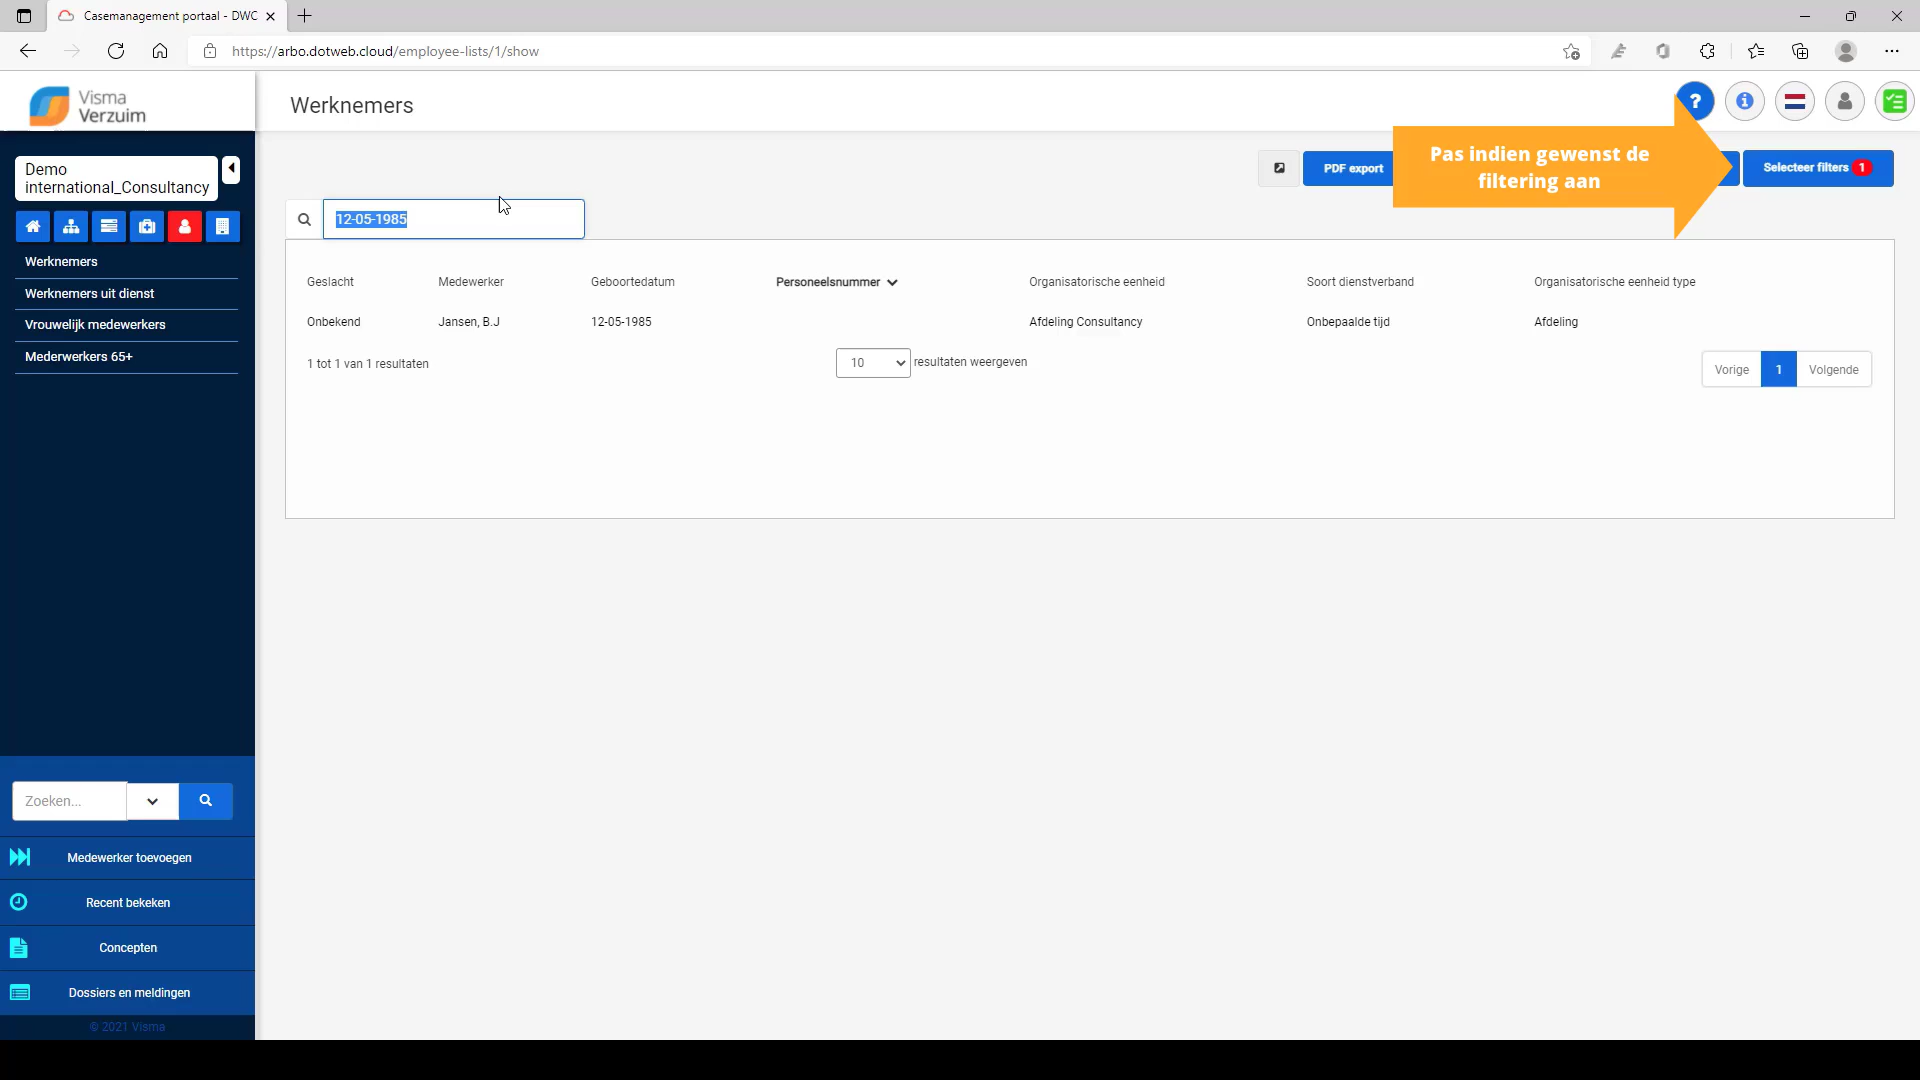 Casemanagement portaal - DWC
https://arbo.dotweb.cloud/employee-lists/1/show
Visma
Verzuim
Werknemers
?
i
Demo
international_Consultancy
PDF export
Pas indien gewenst de
filtering aan
Selecteer filters 1
12-05-1985
Werknemers
Werknemers uit dienst
Vrouwelijk medewerkers
Mederwerkers 65+
Geslacht Medewerker Geboortedatum Personeelsnummer Organisatorische eenheid Soort dienstverband Organisatorische eenheid type
Onbekend Jansen, B.J 12-05-1985 Afdeling Consultancy Onbepaalde tijd Afdeling
1 tot 1 van 1 resultaten 10 resultaten weergeven Vorige 1 Volgende
Zoeken...
Medewerker toevoegen
Recent bekeken
Concepten
Dossiers en meldingen
© 2021 Visma